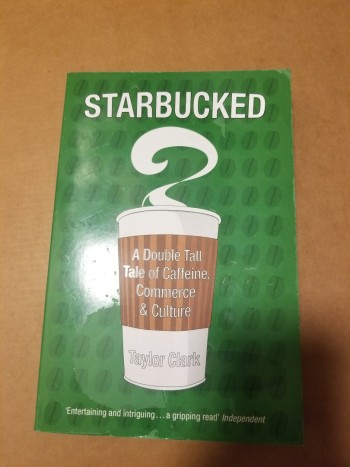 STARBUCKED
A Double Tall
Tale of Caffeine,
Commerce
& Culture
Taylor Clark
'Entertaining and intriguing...a gripping read' Independent